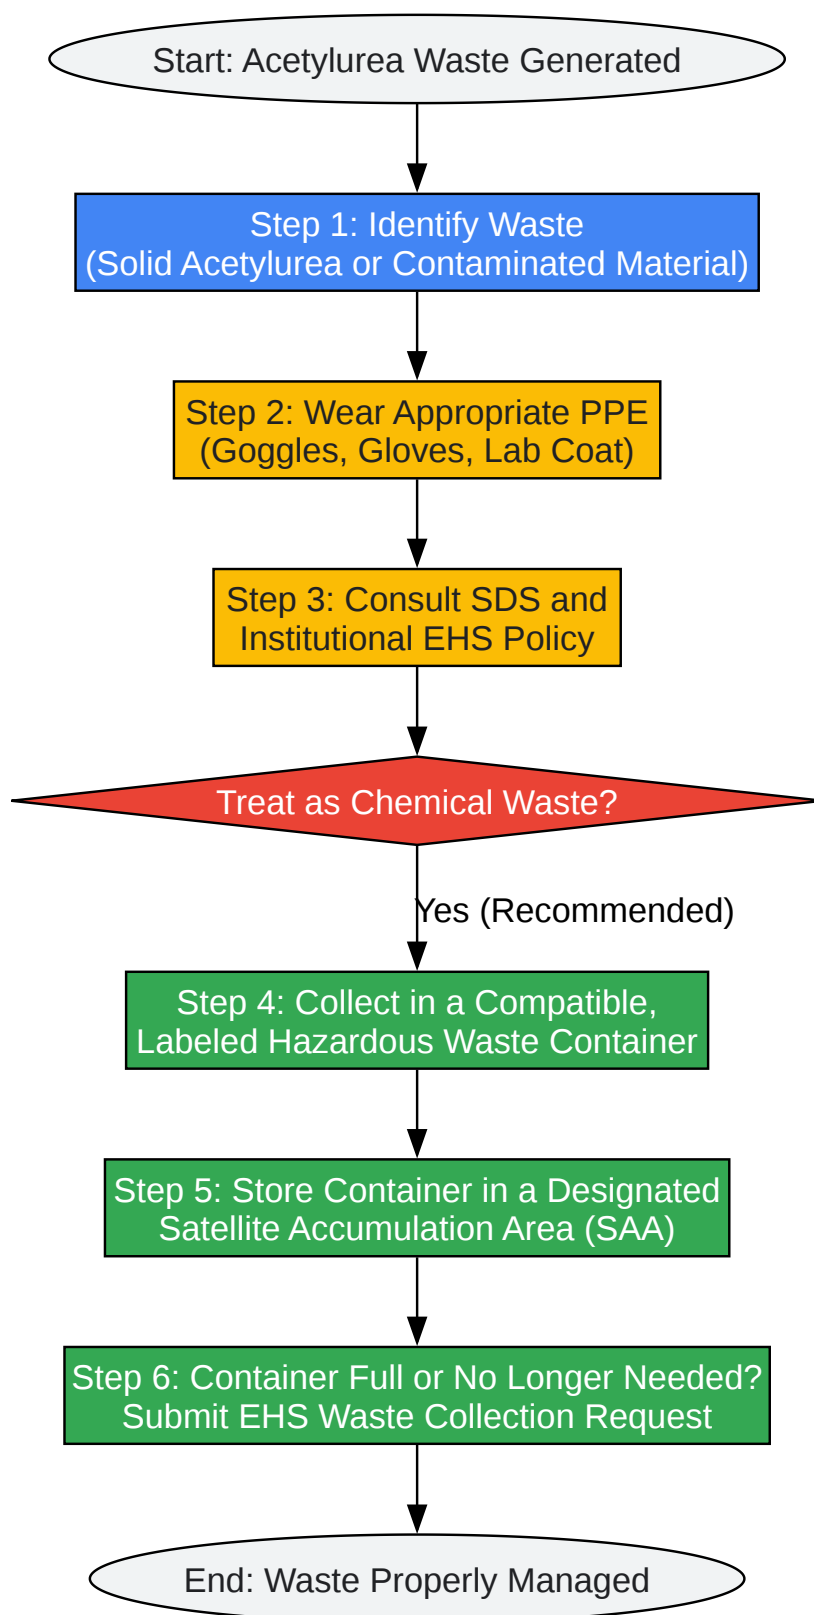 Start: Acetylurea Waste Generated
Step 1: Identify Waste
(Solid Acetylurea or Contaminated Material)
Step 2: Wear Appropriate PPE
(Goggles, Gloves, Lab Coat)
Step 3: Consult SDS and
Institutional EHS Policy
Treat as Chemical Waste?
Yes (Recommended)
Step 4: Collect in a Compatible,
Labeled Hazardous Waste Container
Step 5: Store Container in a Designated
Satellite Accumulation Area (SAA)
Step 6: Container Full or No Longer Needed?
Submit EHS Waste Collection Request
End: Waste Properly Managed